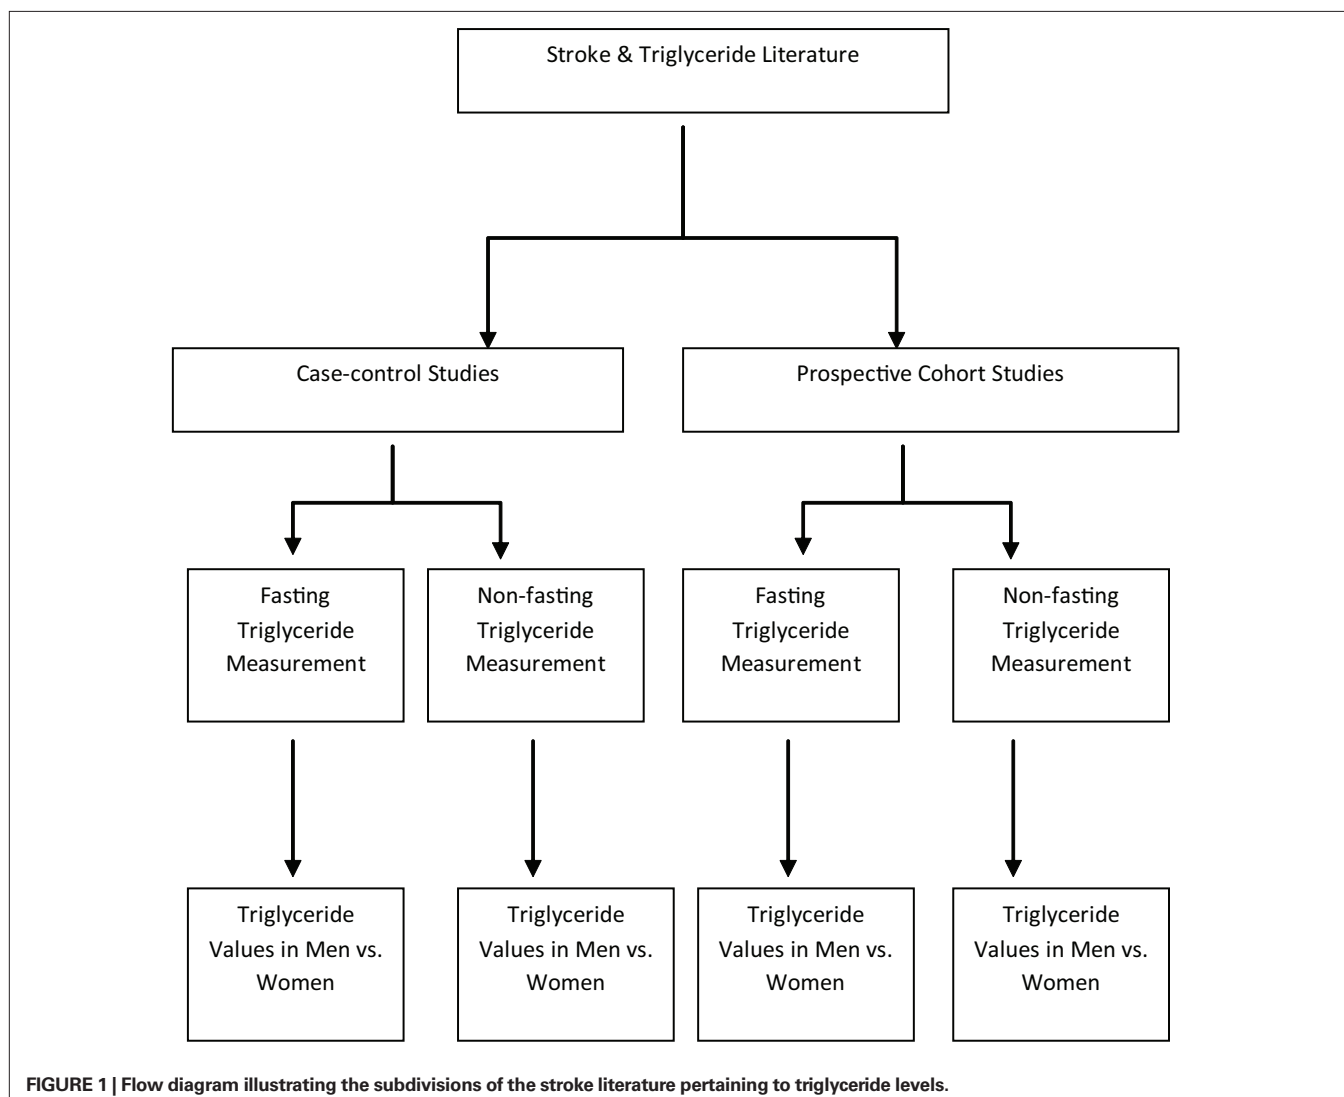 Stroke & Triglyceride Literature
Case-control Studies
Prospective Cohort Studies
Fasting
Triglyceride
Measurement
Non-fasting
Triglyceride
Measurement
Fasting
Triglyceride
Measurement
Non-fasting
Triglyceride
Measurement
Triglyceride
Values in Men vs.
Women
Triglyceride
Values in Men vs.
Women
Triglyceride
Values in Men vs.
Women
Triglyceride
Values in Men vs.
Women
FIGURE 1 | Flow diagram illustrating the subdivisions of the stroke literature pertaining to triglyceride levels.